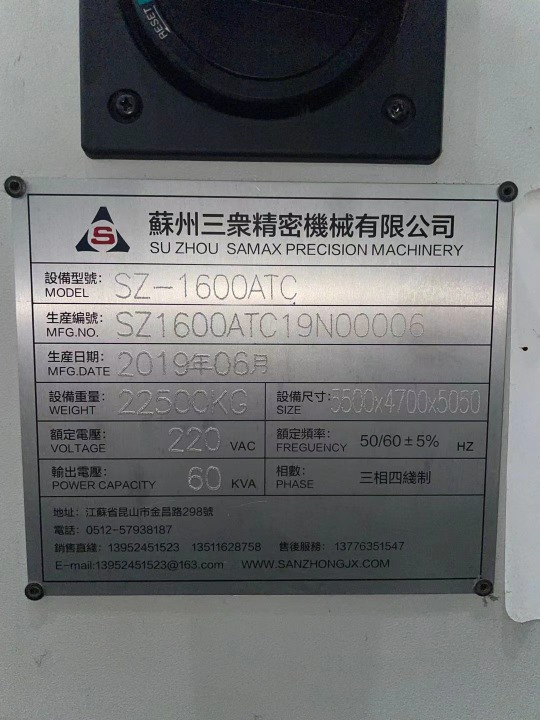 RESET
S
蘇州三衆精密機械有限公司
SU ZHOU SAMAX PRECISION MACHINERY
設備型號: SZ-1600ATC
MODEL
生産編號: SZ1600ATC19N00006
MFG.NO.
生産日期: 2019年06月
MFG.DATE
設備重量: 22500KG 設備尺寸: 5500x4700x5050
WEIGHT SIZE
額定電壓: 220 VAC 額定頻率: 50/60±5% HZ
VOLTAGE FREGUENCY
輸出電壓: 60 KVA 相數: 三相四綫制
POWER CAPACITY PHASE
地址: 江蘇省昆山市金昌路298號
電話: 0512-57938187
銷售直綫: 13952451523 13511628758 售後服務: 13776351547
E-mail:13952451523@163.com WWW.SANZHONGJX.COM